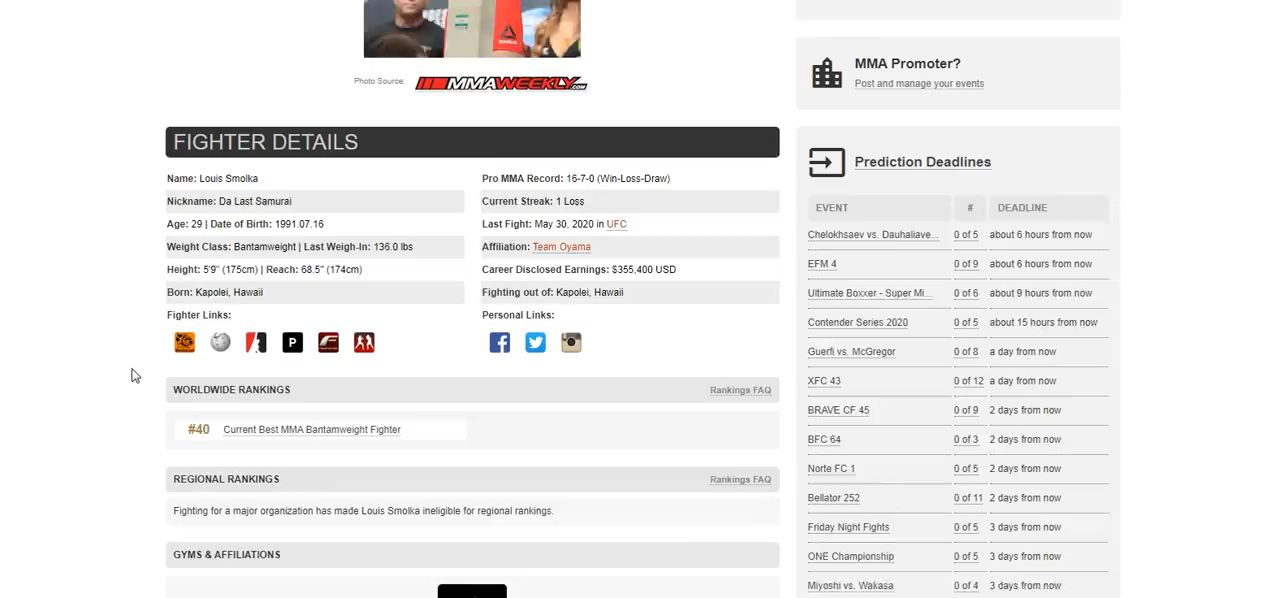 Photo Source: MMAWEEKLY.COM
FIGHTER DETAILS
Name: Louis Smolka
Nickname: Da Last Samurai
Age: 29 | Date of Birth: 1991.07.16
Weight Class: Bantamweight | Last Weigh-In: 136.0 lbs
Height: 5'9" (175cm) | Reach: 68.5" (174cm)
Born: Kapolei, Hawaii
Fighter Links:
P
Pro MMA Record: 16-7-0 (Win-Loss-Draw)
Current Streak: 1 Loss
Last Fight: May 30, 2020 in UFC
Affiliation: Team Oyama
Career Disclosed Earnings: $355,400 USD
Fighting out of: Kapolei, Hawaii
Personal Links:
WORLDWIDE RANKINGS Rankings FAQ
#40 Current Best MMA Bantamweight Fighter
REGIONAL RANKINGS Rankings FAQ
Fighting for a major organization has made Louis Smolka ineligible for regional rankings.
GYMS & AFFILIATIONS
MMA Promoter?
Post and manage your events
Prediction Deadlines
EVENT # DEADLINE
Chelokhsaev vs. Dauhaliave... 0 of 5 about 6 hours from now
EFM 4 0 of 9 about 6 hours from now
Ultimate Boxxer - Super Mi... 0 of 6 about 9 hours from now
Contender Series 2020 0 of 5 about 15 hours from now
Guerfi vs. McGregor 0 of 8 a day from now
XFC 43 0 of 12 a day from now
BRAVE CF 45 0 of 9 2 days from now
BFC 64 0 of 3 2 days from now
Norte FC 1 0 of 5 2 days from now
Bellator 252 0 of 11 2 days from now
Friday Night Fights 0 of 5 3 days from now
ONE Championship 0 of 5 3 days from now
Miyoshi vs. Wakasa 0 of 4 3 days from now